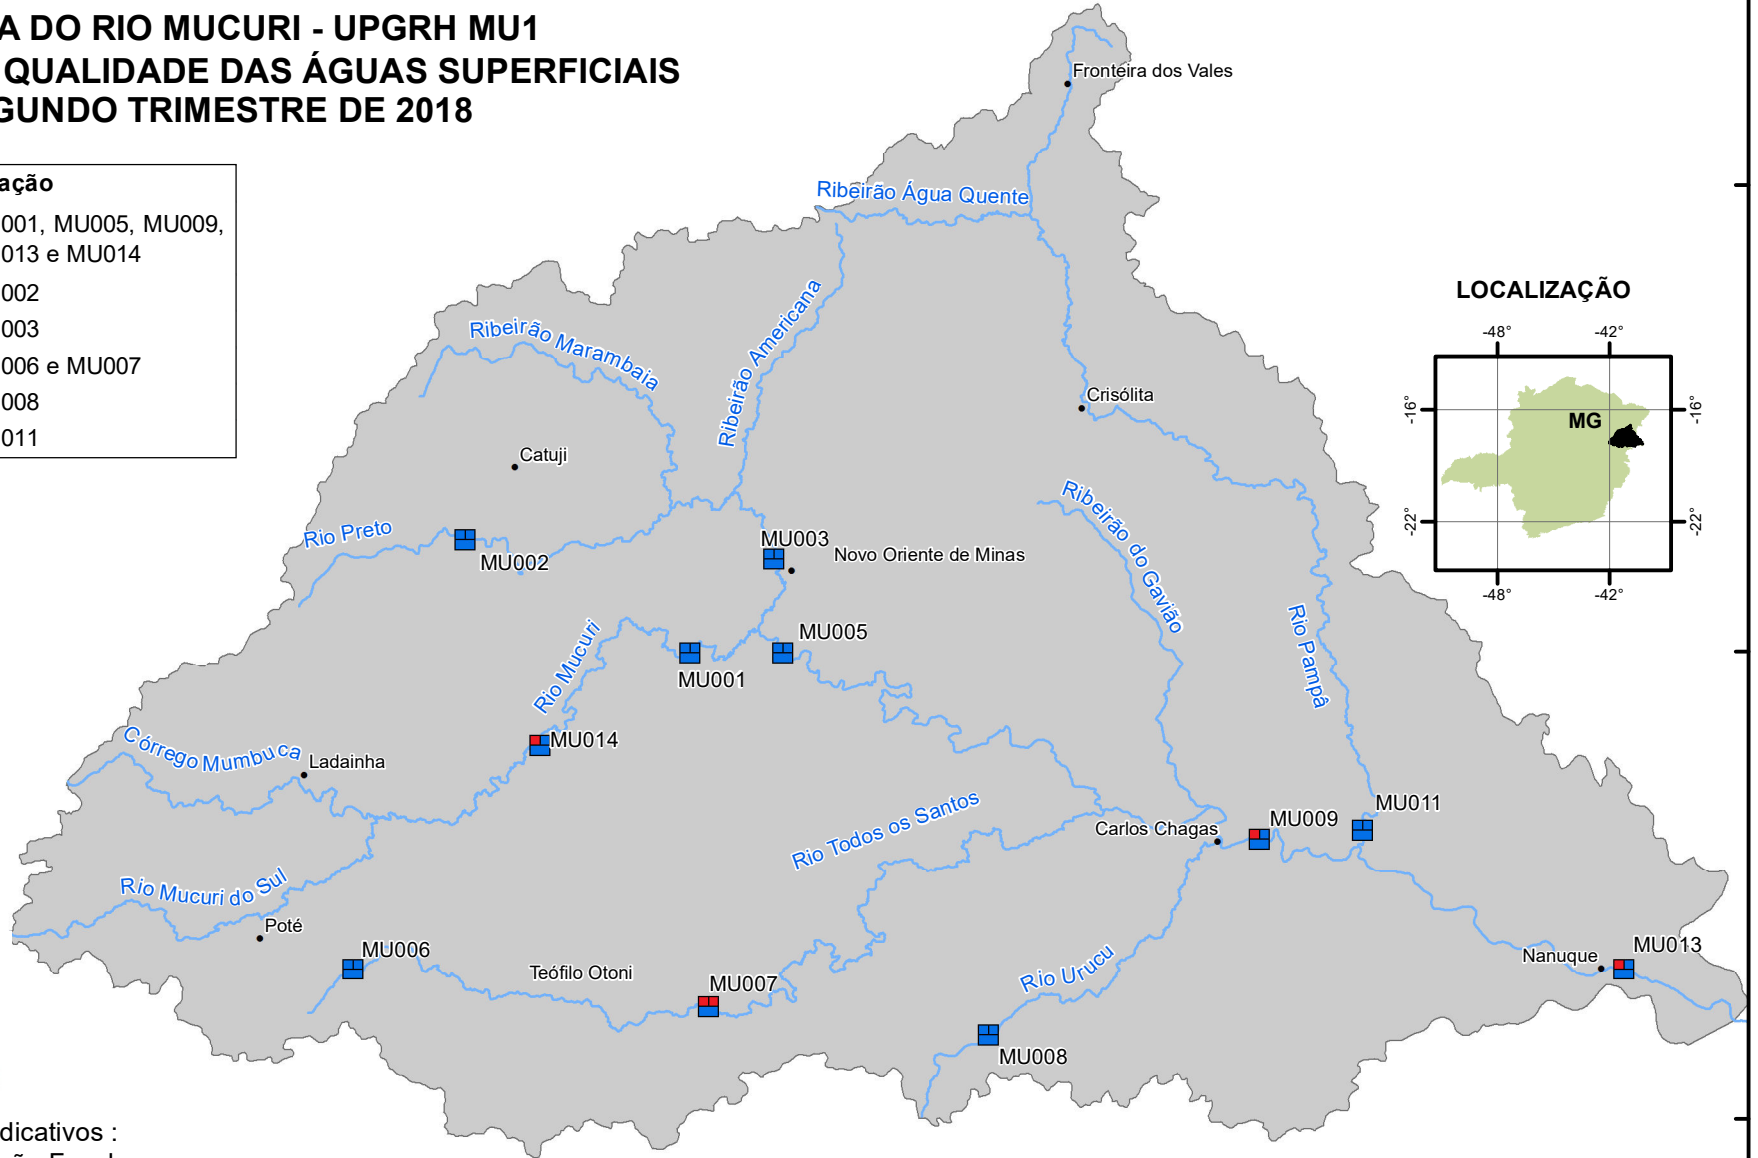 A DO RIO MUCURI - UPGRH MU1
QUALIDADE DAS ÁGUAS SUPERFICIAIS
GUNDO TRIMESTRE DE 2018
ação
001, MU005, MU009,
013 e MU014
002
003
006 e MU007
008
011
Fronteira dos Vales
Ribeirão Água Quente
Ribeirão Americana
Ribeirão Marambaia
LOCALIZAÇÃO
-48° -42°
-16° -16°
MG
-22° -22°
-48° -42°
Crisólita
Catuji
Rio Preto
MU002
MU003
Novo Oriente de Minas
Ribeirão do Gavião
Rio Pampã
MU005
MU001
Rio Mucuri
MU014
Córrego Mumbuca
Ladainha
Rio Todos os Santos
Carlos Chagas
MU009
MU011
Rio Mucuri do Sul
Poté
MU006
Teófilo Otoni
MU007
Rio Urucu
MU008
Nanuque
MU013
dicativos :